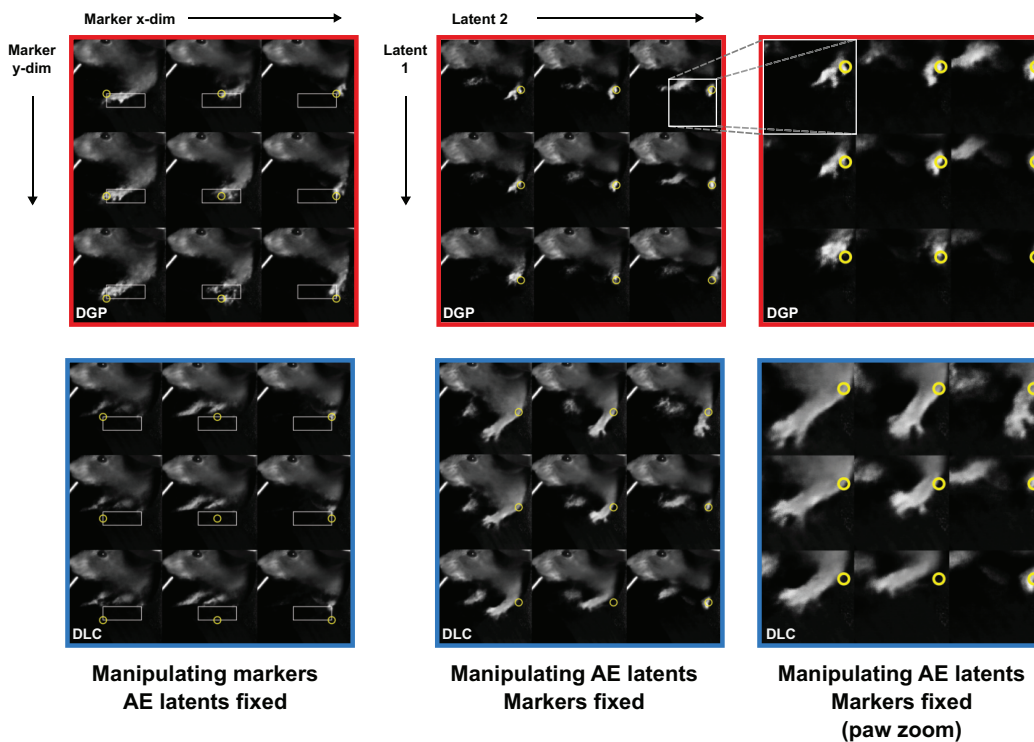 Marker x-dim
Latent 2
Marker
y-dim
Latent
1
DGP
DGP
DGP
DLC
DLC
DLC
Manipulating markers
AE latents fixed
Manipulating AE latents
Markers fixed
Manipulating AE latents
Markers fixed
(paw zoom)